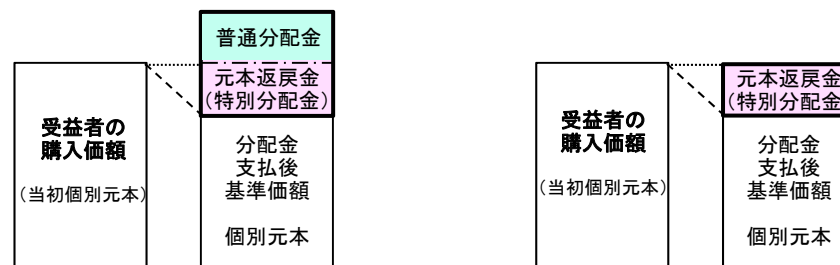 普通分配金
元本返戻金
(特別分配金)
受益者の
購入価額
(当初個別元本)
分配金
支払後
基準価額
個別元本
元本返戻金
(特別分配金
受益者の
購入価額
(当初個別元本)
分配金
支払後
基準価額
個別元本